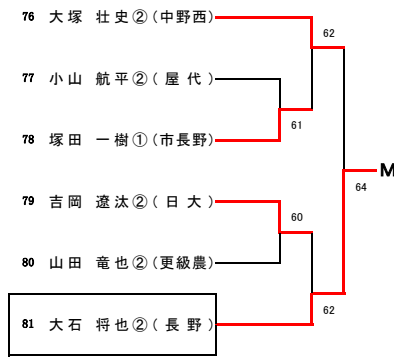 76 大塚 壮史②(中野西)
62
77 小山 航平②(屋代)
61
78 塚田 一樹①(市長野)
M
64
79 吉岡 遼汰②(日大)
60
80 山田 竜也②(更級農)
62
81 大石 将也②(長野)